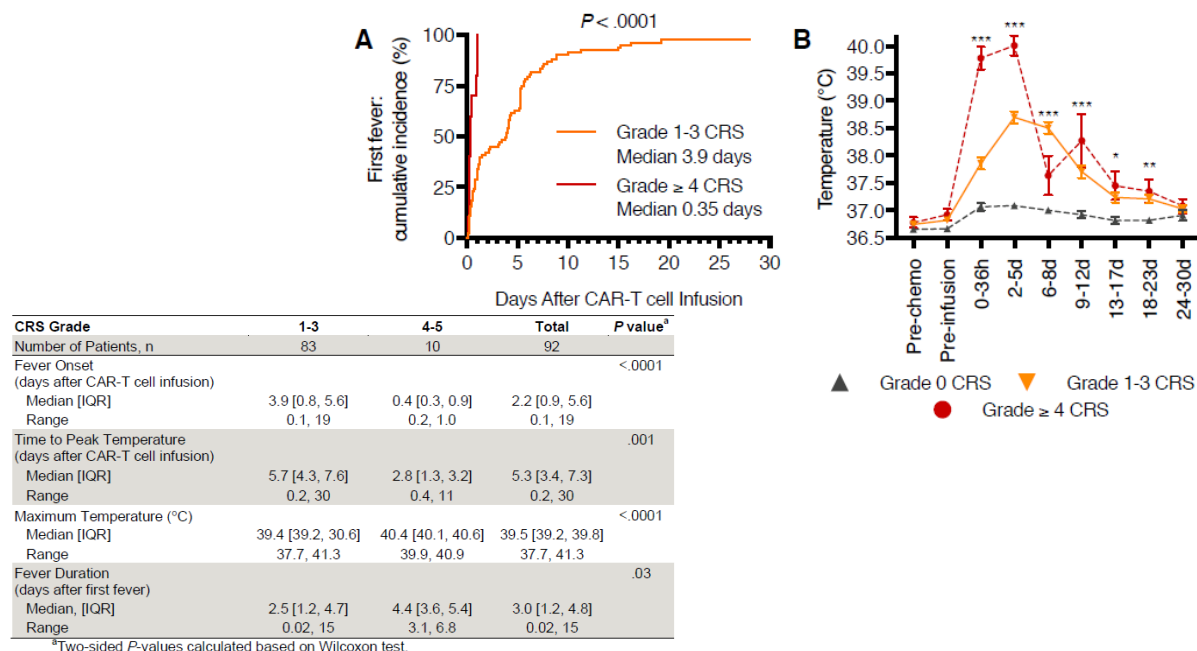 A
P < .0001
First fever:
cumulative incidence (%)
100
75
50
25
0
0 5 10 15 20 25 30
Days After CAR-T cell Infusion
Grade 1-3 CRS
Median 3.9 days
Grade ≥ 4 CRS
Median 0.35 days
B
Temperature (°C)
40.0
39.5
39.0
38.5
38.0
37.5
37.0
36.5
*** *** *** *** * **
Pre-chemo
Pre-infusion
0-36h
2-5d
6-8d
9-12d
13-17d
18-23d
24-30d
Grade 0 CRS Grade 1-3 CRS
Grade ≥ 4 CRS
CRS Grade 1-3 4-5 Total P valueᵃ
Number of Patients, n 83 10 92
Fever Onset <.0001
(days after CAR-T cell infusion)
Median [IQR] 3.9 [0.8, 5.6] 0.4 [0.3, 0.9] 2.2 [0.9, 5.6]
Range 0.1, 19 0.2, 1.0 0.1, 19
Time to Peak Temperature .001
(days after CAR-T cell infusion)
Median [IQR] 5.7 [4.3, 7.6] 2.8 [1.3, 3.2] 5.3 [3.4, 7.3]
Range 0.2, 30 0.4, 11 0.2, 30
Maximum Temperature (°C) <.0001
Median [IQR] 39.4 [39.2, 30.6] 40.4 [40.1, 40.6] 39.5 [39.2, 39.8]
Range 37.7, 41.3 39.9, 40.9 37.7, 41.3
Fever Duration .03
(days after first fever)
Median, [IQR] 2.5 [1.2, 4.7] 4.4 [3.6, 5.4] 3.0 [1.2, 4.8]
Range 0.02, 15 3.1, 6.8 0.02, 15
ᵃTwo-sided P-values calculated based on Wilcoxon test.